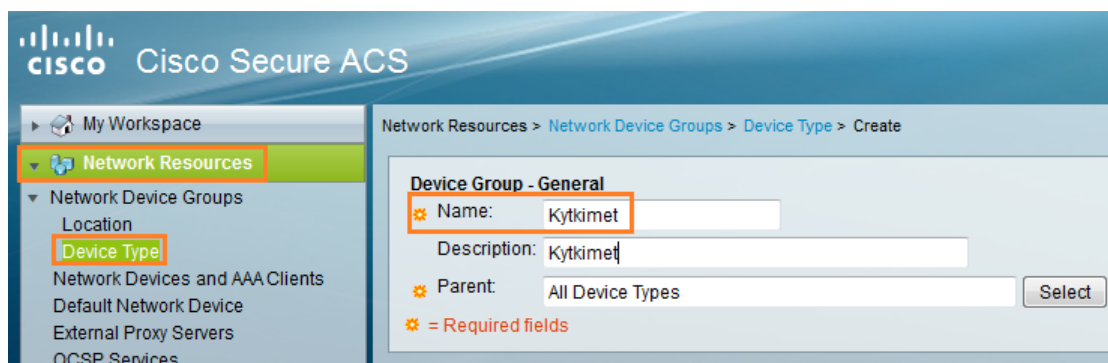 CISCO Cisco Secure ACS
My Workspace
Network Resources
Network Device Groups
Location
Device Type
Network Devices and AAA Clients
Default Network Device
External Proxy Servers
OCSP Services
Network Resources > Network Device Groups > Device Type > Create
Device Group - General
Name: Kytkimet
Description: Kytkimet
Parent: All Device Types Select
= Required fields